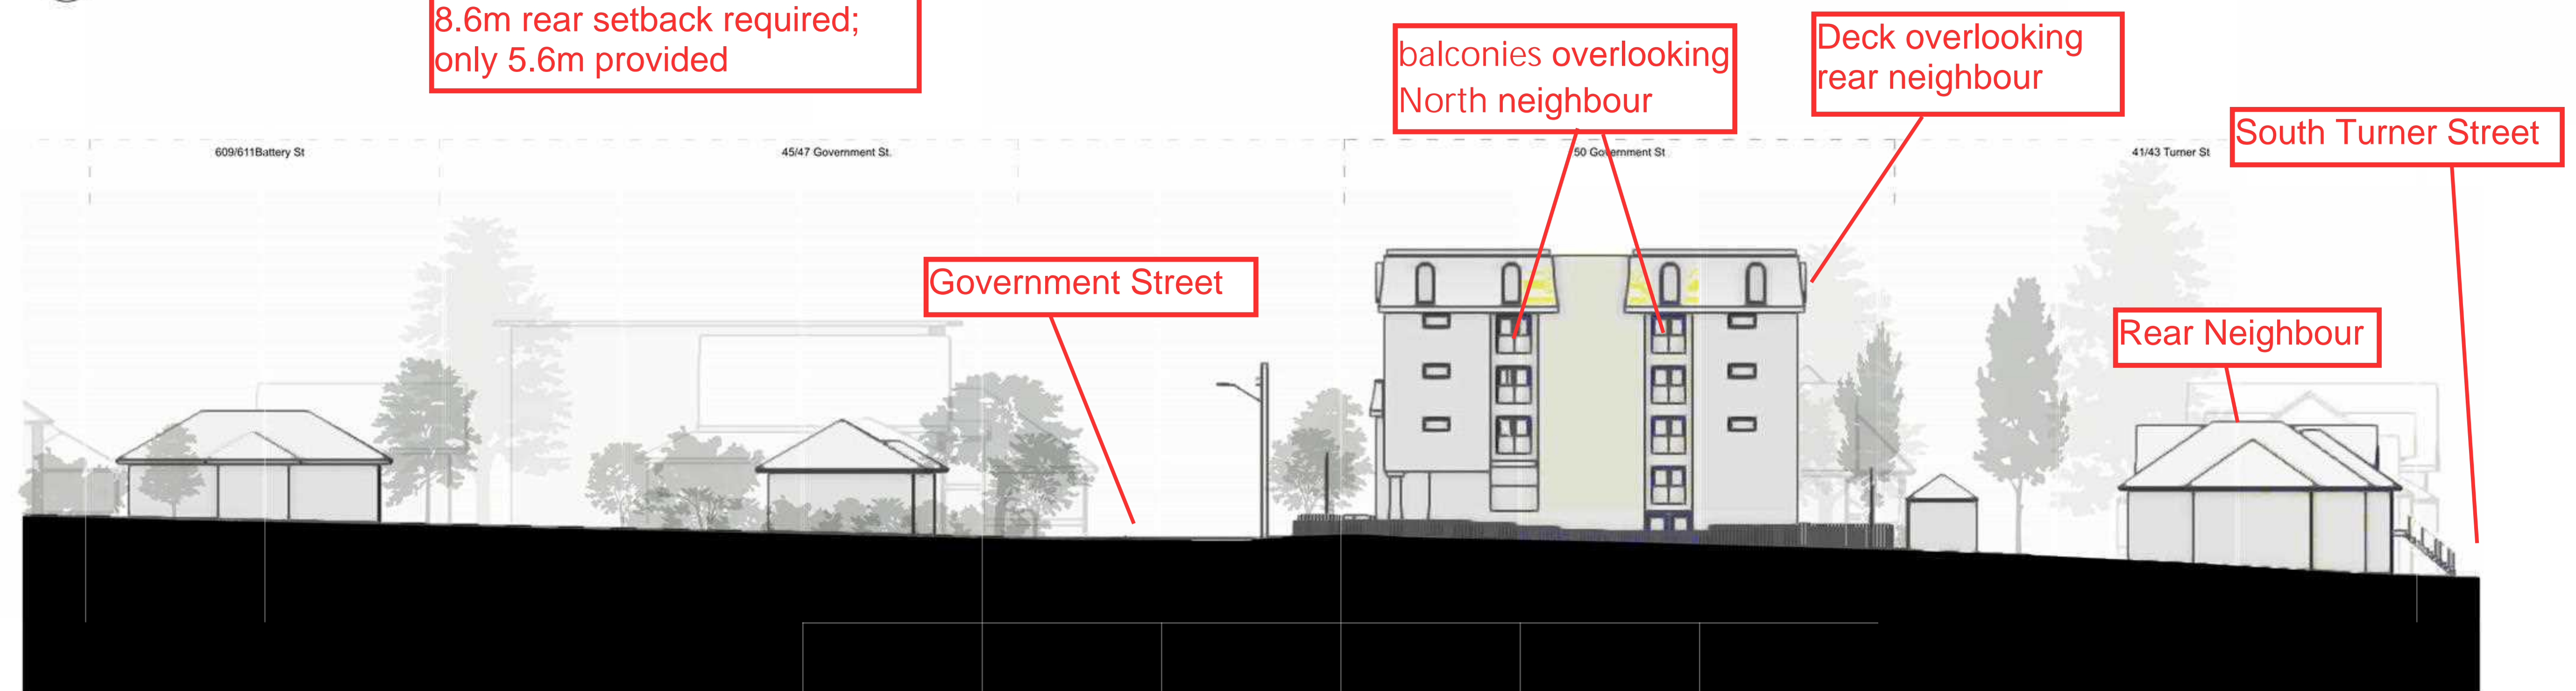 8.6m rear setback required;
only 5.6m provided
balconies overlooking
North neighbour
Deck overlooking
rear neighbour
South Turner Street
609/611Battery St
45/47 Government St.
50 Government St
41/43 Turner St
Government Street
Rear Neighbour